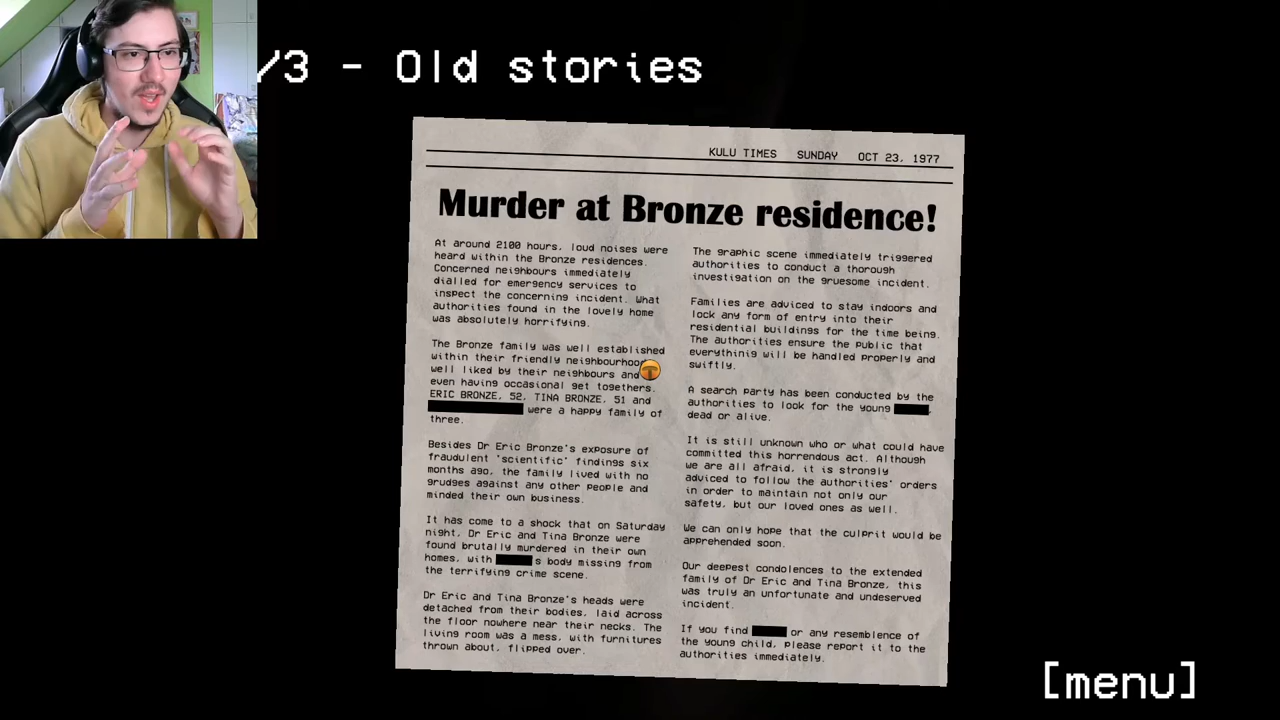 /3 - Old stories
KULU TIMES SUNDAY OCT 23, 1977
Murder at Bronze residence!
At around 2100 hours, loud noises were
heard within the Bronze residences.
Concerned neighbours immediately
dialled for emergency services to
inspect the concerning incident. What
authorities found in the lovely home
was absolutely horrifying.
The Bronze family was well established
within their friendly
well liked by their neighbours and
even having occasional get togethers.
ERIC BRONZE, 52, TINA BRONZE, 51 and
were a happy family of
three.
Besides Dr Eric Bronze's exposure of
fraudulent 'scientific' findings six
months ago, the family lived with no
grudges against any other people and
minded their own business.
It has come to a shock that on Saturday
night, Dr Eric and Tina Bronze were
found brutally murdered in their own
homes, with s body missing from
the terrifying crime scene.
Dr Eric and Tina Bronze's heads were
detached from their bodies, laid across
the floor nowhere near their necks. The
living room was a mess, with furnitures
thrown about, flipped over.
The graphic scene immediately triggered
authorities to conduct a thorough
investigation on the gruesome incident.
Families are adviced to stay indoors and
lock any form of entry into their
residential buildings for the time being.
The authorities ensure the public that
everythinig will be handled properly and
swiftly.
A search party has been conducted by the
authorities to look for the young
dead or alive.
It is still unknown who or what could have
committed this horrendous act. Although
we are all afraid, it is strongly
adviced to follow the authorities' orders
in order to maintain not only our
safety, but our loved ones as well.
We can only hope that the culprit would be
apprehended soon.
Our deepest condolences to the extended
family of Dr Eric and Tina Bronze, this
was truly an unfortunate and undeserved
incident.
If you find or any resemblence of
the young child, please report it to the
authorities immediately.
[menu]